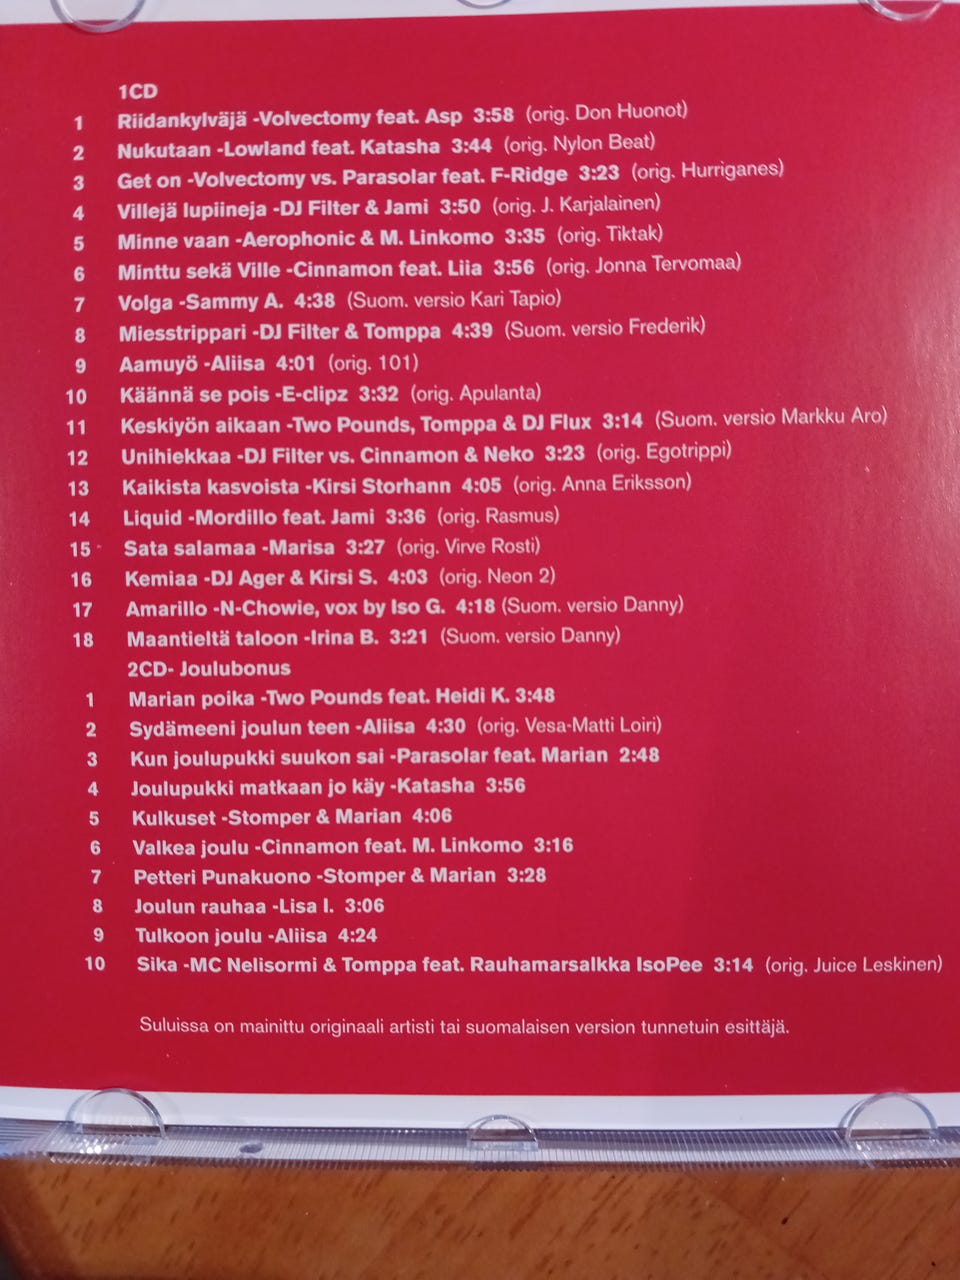 1CD
1 Riidankylväjä -Volvectomy feat. Asp 3:58 (orig. Don Huonot)
2 Nukutaan -Lowland feat. Katasha 3:44 (orig. Nylon Beat)
3 Get on -Volvectomy vs. Parasolar feat. F-Ridge 3:23 (orig. Hurriganes)
4 Villejä lupiineja -DJ Filter & Jami 3:50 (orig. J. Karjalainen)
5 Minne vaan -Aerophonic & M. Linkomo 3:35 (orig. Tiktak)
6 Minttu sekä Ville -Cinnamon feat. Liia 3:56 (orig. Jonna Tervomaa)
7 Volga -Sammy A. 4:38 (Suom. versio Kari Tapio)
8 Miesstrippari -DJ Filter & Tomppa 4:39 (Suom. versio Frederik)
9 Aamuyö -Aliisa 4:01 (orig. 101)
10 Käännä se pois -E-clipz 3:32 (orig. Apulanta)
11 Keskiyön aikaan -Two Pounds, Tomppa & DJ Flux 3:14 (Suom. versio Markku Aro)
12 Unihiekkaa -DJ Filter vs. Cinnamon & Neko 3:23 (orig. Egotrippi)
13 Kaikista kasvoista -Kirsi Storhann 4:05 (orig. Anna Eriksson)
14 Liquid -Mordillo feat. Jami 3:36 (orig. Rasmus)
15 Sata salamaa -Marisa 3:27 (orig. Virve Rosti)
16 Kemiaa -DJ Ager & Kirsi S. 4:03 (orig. Neon 2)
17 Amarillo -N-Chowie, vox by Iso G. 4:18 (Suom. versio Danny)
18 Maantieltä taloon -Irina B. 3:21 (Suom. versio Danny)
2CD- Joulubonus
1 Marian poika -Two Pounds feat. Heidi K. 3:48
2 Sydämeeni joulun teen -Aliisa 4:30 (orig. Vesa-Matti Loiri)
3 Kun joulupukki suukon sai -Parasolar feat. Marian 2:48
4 Joulupukki matkaan jo käy -Katasha 3:56
5 Kulkuset -Stomper & Marian 4:06
6 Valkea joulu -Cinnamon feat. M. Linkomo 3:16
7 Petteri Punakuono -Stomper & Marian 3:28
8 Joulun rauhaa -Lisa I. 3:06
9 Tulkoon joulu -Aliisa 4:24
10 Sika -MC Nelisormi & Tomppa feat. Rauhamarsalkka IsoPee 3:14 (orig. Juice Leskinen)
Suluissa on mainittu originaali artisti tai suomalaisen version tunnetuin esittäjä.